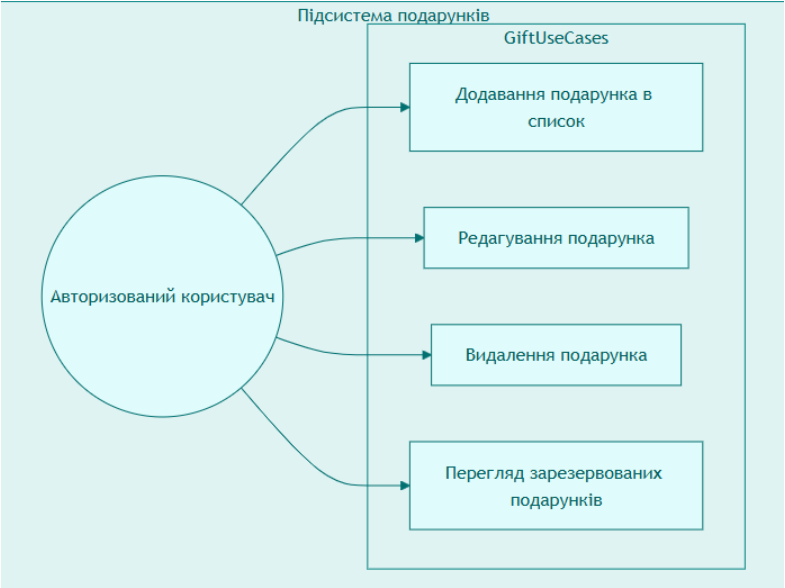 Підсистема подарунків
GiftUseCases
Додавання подарунка в
список
Редагування подарунка
Авторизований користувач
Видалення подарунка
Перегляд зарезервованих
подарунків